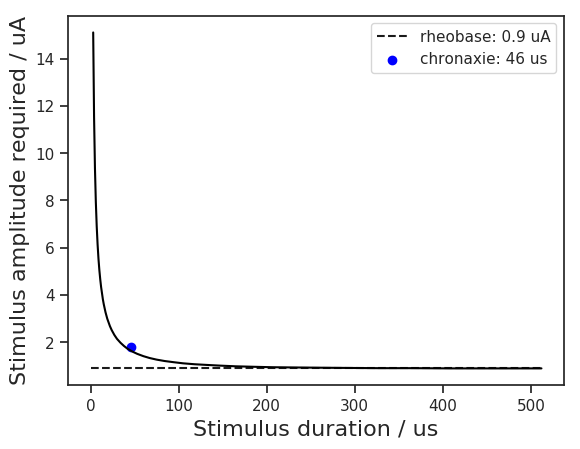 Stimulus amplitude required / uA
14
12
10
8
6
4
2
rheobase: 0.9 uA
chronaxie: 46 us
0 100 200 300 400 500
Stimulus duration / us